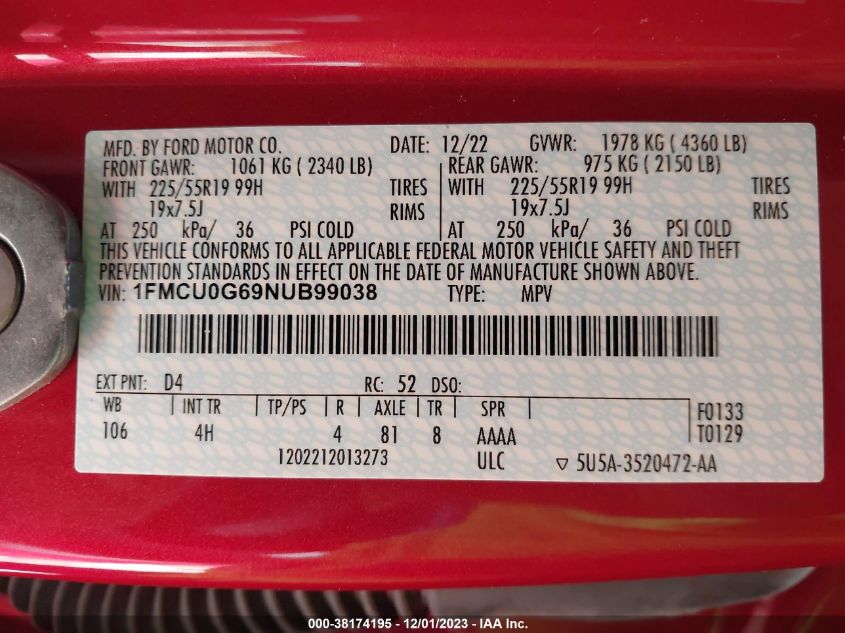 MFD. BY FORD MOTOR CO. DATE: 12/22 GVWR: 1978 KG ( 4360 LB)
FRONT GAWR: 1061 KG ( 2340 LB) REAR GAWR: 975 KG ( 2150 LB)
WITH 225/55R19 99H TIRES WITH 225/55R19 99H TIRES
19x7.5J RIMS 19x7.5J RIMS
AT 250 kPa/ 36 PSI COLD AT 250 kPa/ 36 PSI COLD
THIS VEHICLE CONFORMS TO ALL APPLICABLE FEDERAL MOTOR VEHICLE SAFETY AND THEFT
PREVENTION STANDARDS IN EFFECT ON THE DATE OF MANUFACTURE SHOWN ABOVE.
VIN: 1FMCU0G69NUB99038 TYPE: MPV
EXT PNT: D4 RC: 52 DSO:
WB INT TR TP/PS R AXLE TR SPR F0133
106 4H 4 81 8 AAAA T0129
1202212013273 ULC ▽ 5U5A-3520472-AA
000-38174195 - 12/01/2023 - IAA Inc.